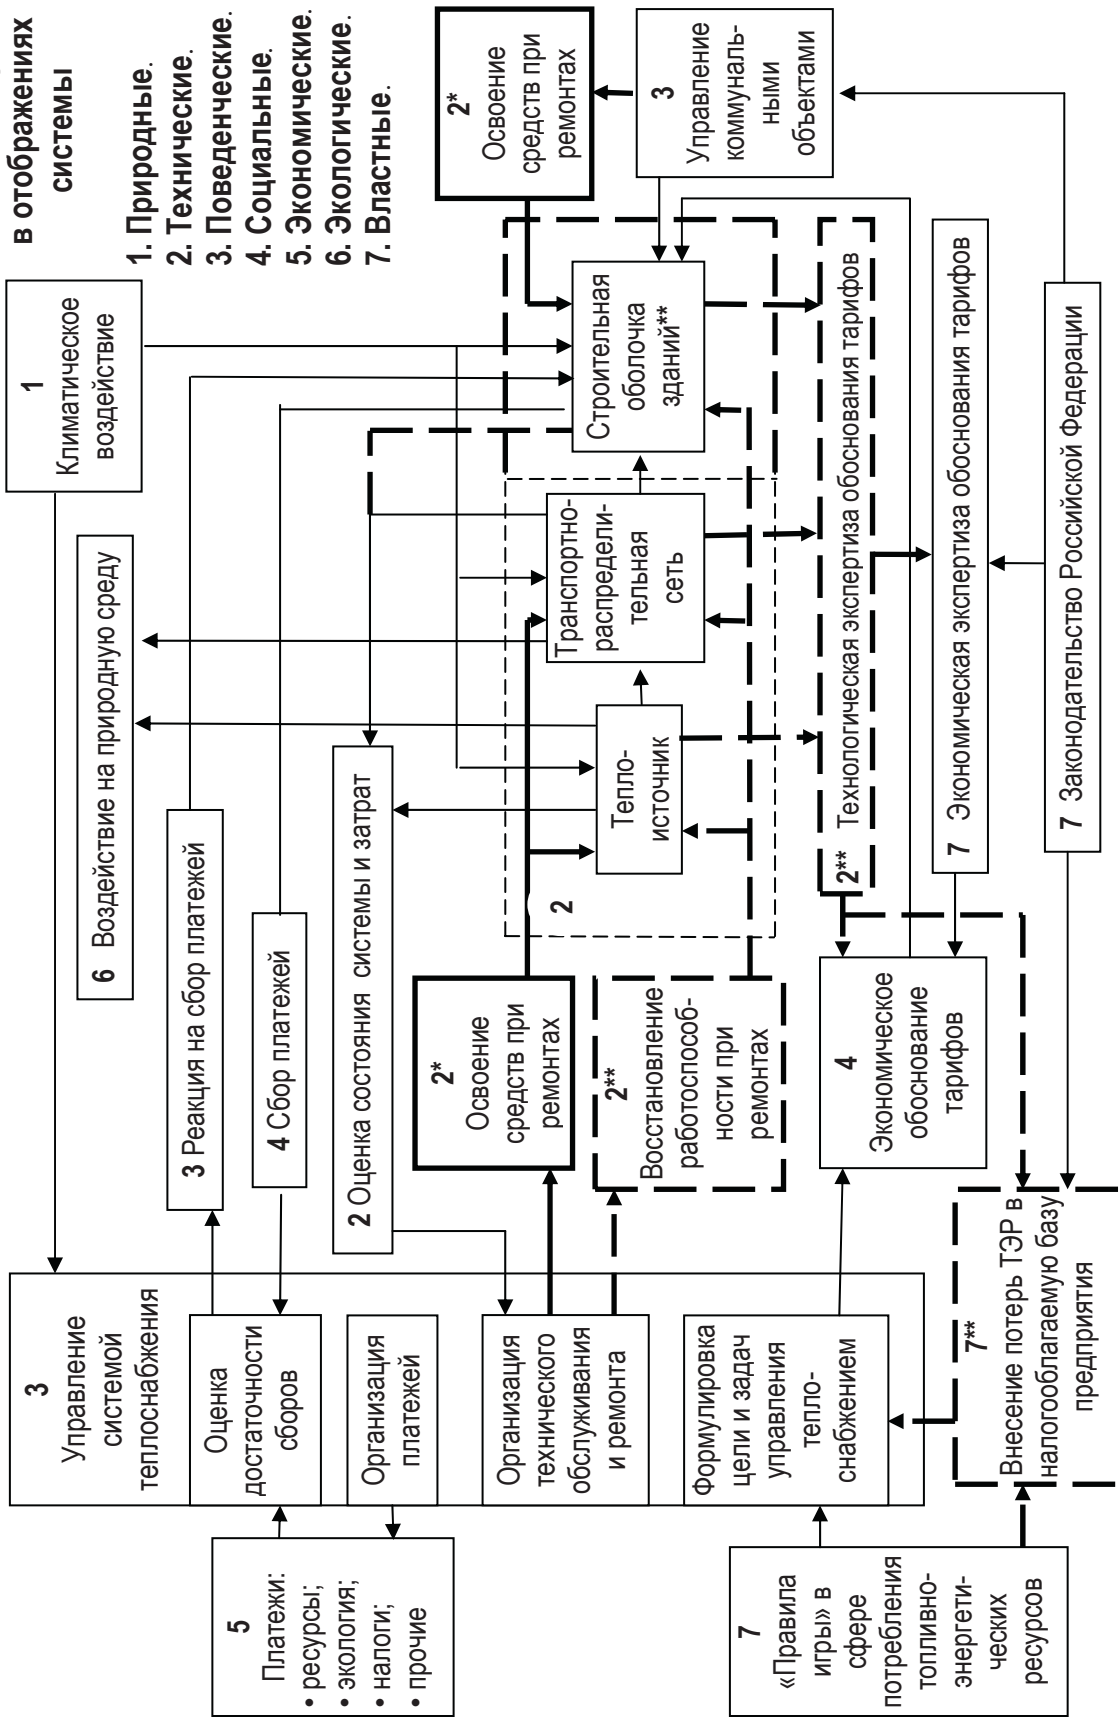 в отображениях
системы
1. Природные.
2. Технические.
3. Поведенческие.
4. Социальные.
5. Экономические.
6. Экологические.
7. Властные.
1
Климатическое
воздействие
6 Воздействие на природную среду
3 Реакция на сбор платежей
4 Сбор платежей
2 Оценка состояния системы и затрат
3
Управление
системой
теплоснабжения
Оценка
достаточности
сборов
Организация
платежей
Организация
технического
обслуживания
и ремонта
Формулировка
цели и задач
управления
тепло-
снабжением
5
Платежи:
• ресурсы;
• экология;
• налоги;
• прочие
7
«Правила
игры» в
сфере
потребления
топливно-
энергети-
ческих
ресурсов
2*
Освоение
средств при
ремонтах
2**
Восстановление
работоспособ-
ности при
ремонтах
2
Тепло-
источник
Транспортно-
распредели-
тельная
сеть
Строительная
оболочка
зданий**
2*
Освоение
средств при
ремонтах
3
Управление
коммуналь-
ными
объектами
2** Технологическая экспертиза обоснования тарифов
4
Экономическое
обоснование
тарифов
7 Экономическая экспертиза обоснования тарифов
7 Законодательство Российской Федерации
7**
Внесение потерь ТЭР в
налогооблагаемую базу
предприятия